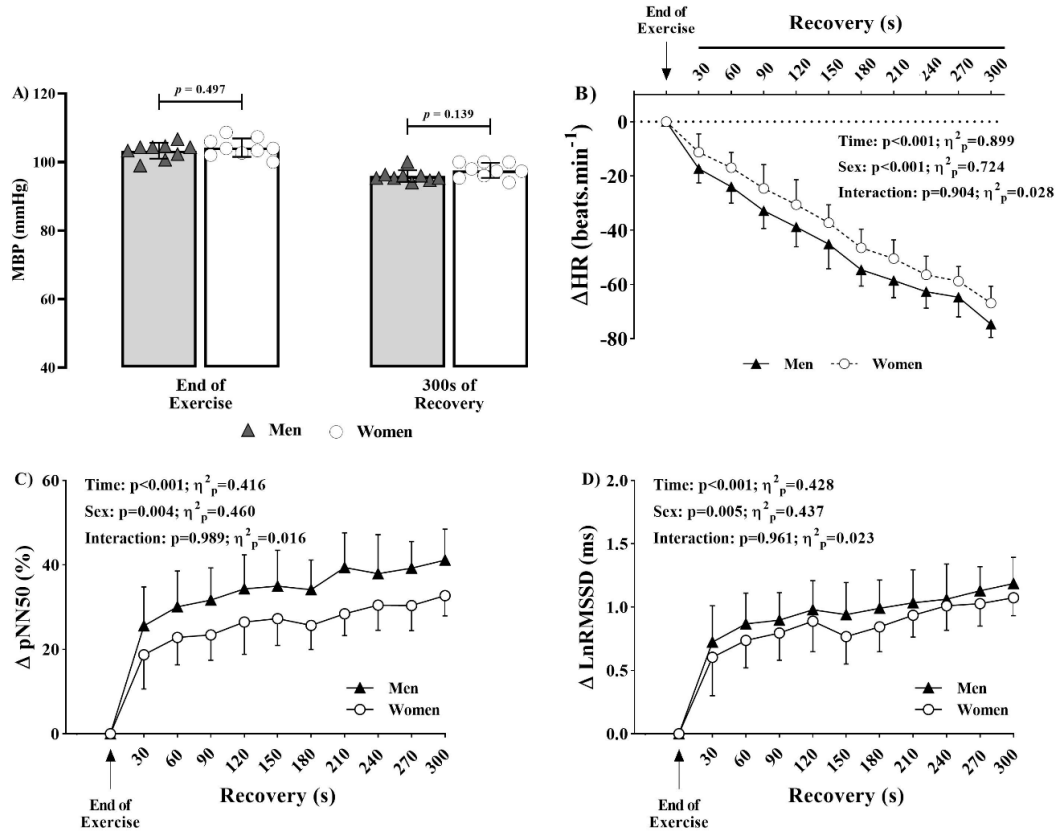 A)
120
100
80
60
40
MBP (mmHg)
p = 0.497
p = 0.139
End of
Exercise
300s of
Recovery
Men
Women
B)
End of
Exercise
Recovery (s)
30
60
90
120
150
180
210
240
270
300
0
-20
-40
-60
-80
ΔHR (beats.min⁻¹)
Time: p<0.001; η²ₚ=0.899
Sex: p<0.001; η²ₚ=0.724
Interaction: p=0.904; η²ₚ=0.028
Men
Women
C)
60
40
20
0
Δ pNN50 (%)
Time: p<0.001; η²ₚ=0.416
Sex: p=0.004; η²ₚ=0.460
Interaction: p=0.989; η²ₚ=0.016
Men
Women
30
60
90
120
150
180
210
240
270
300
End of
Exercise
Recovery (s)
D)
2.0
1.5
1.0
0.5
0.0
Δ LnRMSSD (ms)
Time: p<0.001; η²ₚ=0.428
Sex: p=0.005; η²ₚ=0.437
Interaction: p=0.961; η²ₚ=0.023
Men
Women
30
60
90
120
150
180
210
240
270
300
End of
Exercise
Recovery (s)